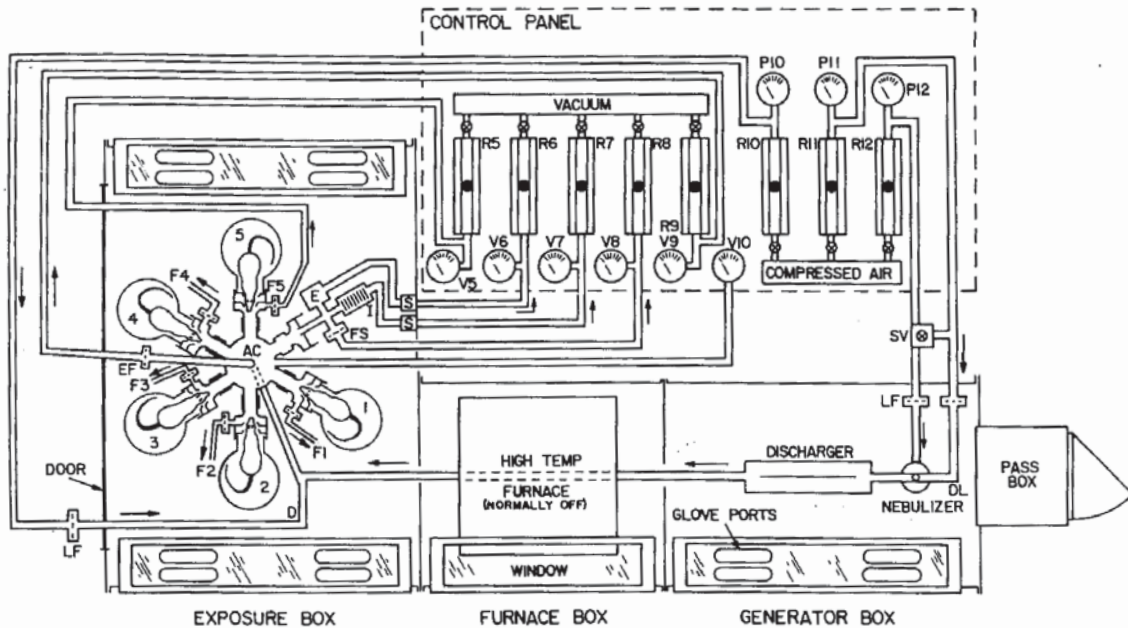 CONTROL PANEL
P10
P11
P12
VACUUM
R5
R6
R7
R8
R10
R11
R12
R9
V6
V7
V8
V9
V10
V5
COMPRESSED AIR
5
F4
F5
E
S
I
S
4
FS
SV
AC
EF
F3
LF
1
3
F1
F2
2
DOOR
HIGH TEMP
FURNACE
(NORMALLY OFF)
DISCHARGER
PASS
BOX
DL
NEBULIZER
D
GLOVE PORTS
LF
WINDOW
EXPOSURE BOX
FURNACE BOX
GENERATOR BOX